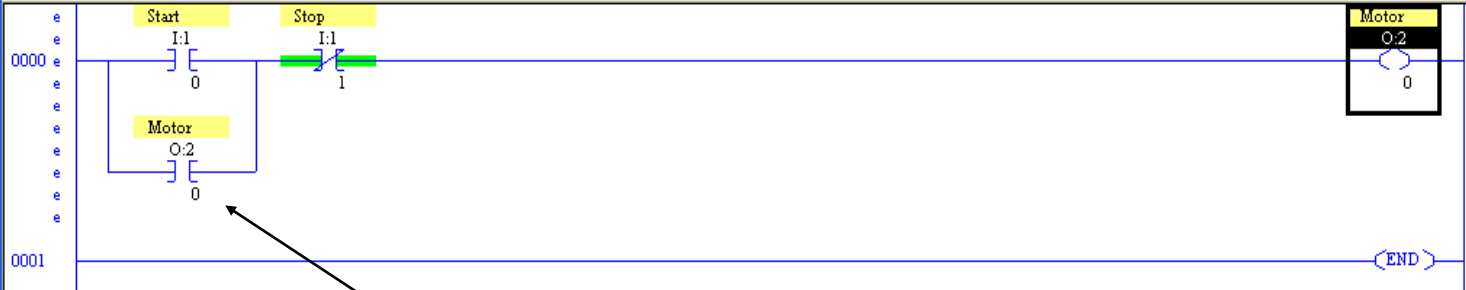 e Start Stop Motor
e I:1 I:1 O:2
0000 e
e 0 1 0
e
e Motor
e O:2
e
e 0
e
0001 END